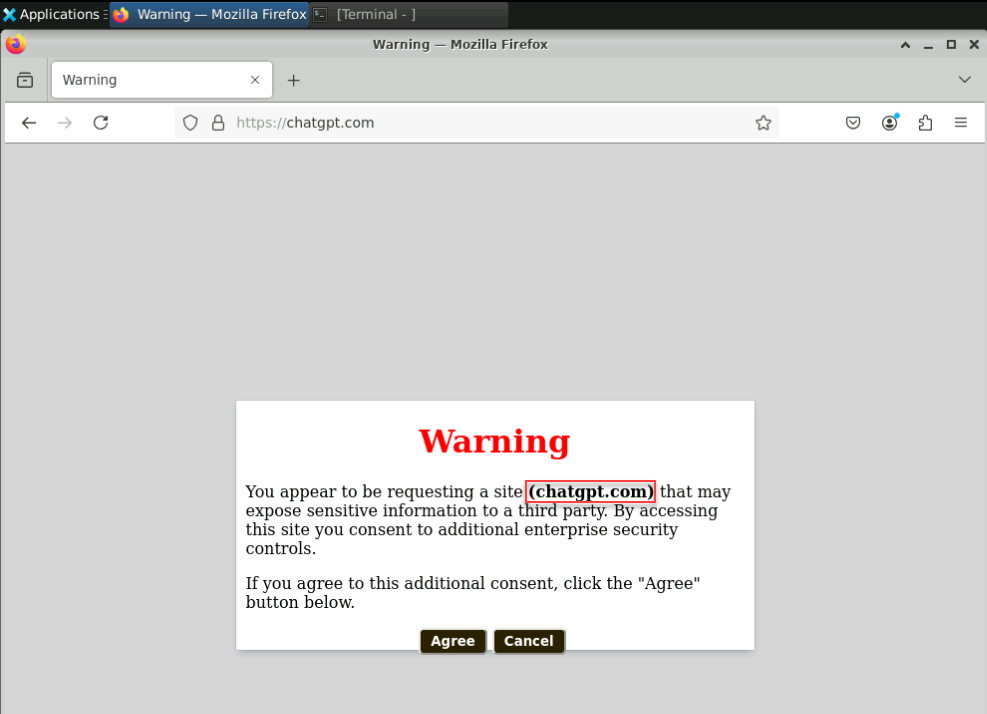 Applications
Warning — Mozilla Firefox
[Terminal - ]
Warning — Mozilla Firefox
Warning
https://chatgpt.com
Warning
You appear to be requesting a site (chatgpt.com) that may
expose sensitive information to a third party. By accessing
this site you consent to additional enterprise security
controls.
If you agree to this additional consent, click the "Agree"
button below.
Agree Cancel